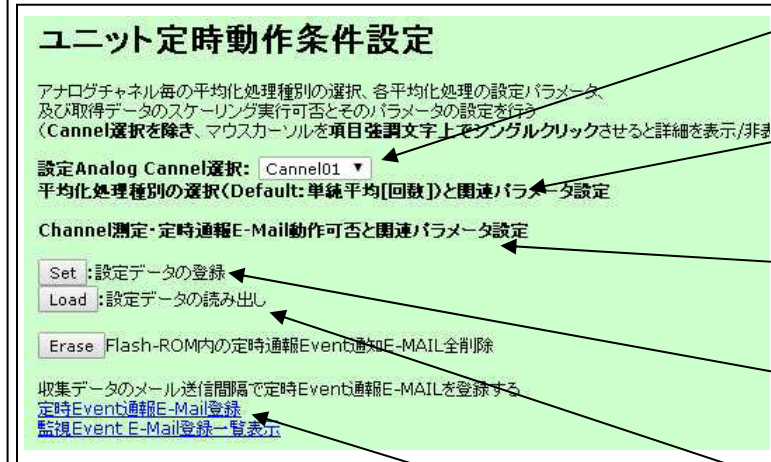 ユニット定時動作条件設定
アナログチャネル毎の平均化処理種別の選択、各平均化処理の設定パラメータ、
及び取得データのスケーリング実行可否とそのパラメータの設定を行う
（Cannel選択を除き、マウスカーソルを項目強調文字上でシングルクリックさせると詳細を表示/非表
設定Analog Cannel選択: Cannel01 ▼
平均化処理種別の選択(Default:単純平均[回数])と関連パラメータ設定
Channel測定・定時通報E-Mail動作可否と関連パラメータ設定
Set :設定データの登録
Load :設定データの読み出し
Erase Flash-ROM内の定時通報Event通知E-MAIL全削除
収集データのメール送信間隔で定時Event通報E-MAILを登録する
定時Event通報E-Mail登録
監視Event E-Mail登録一覧表示